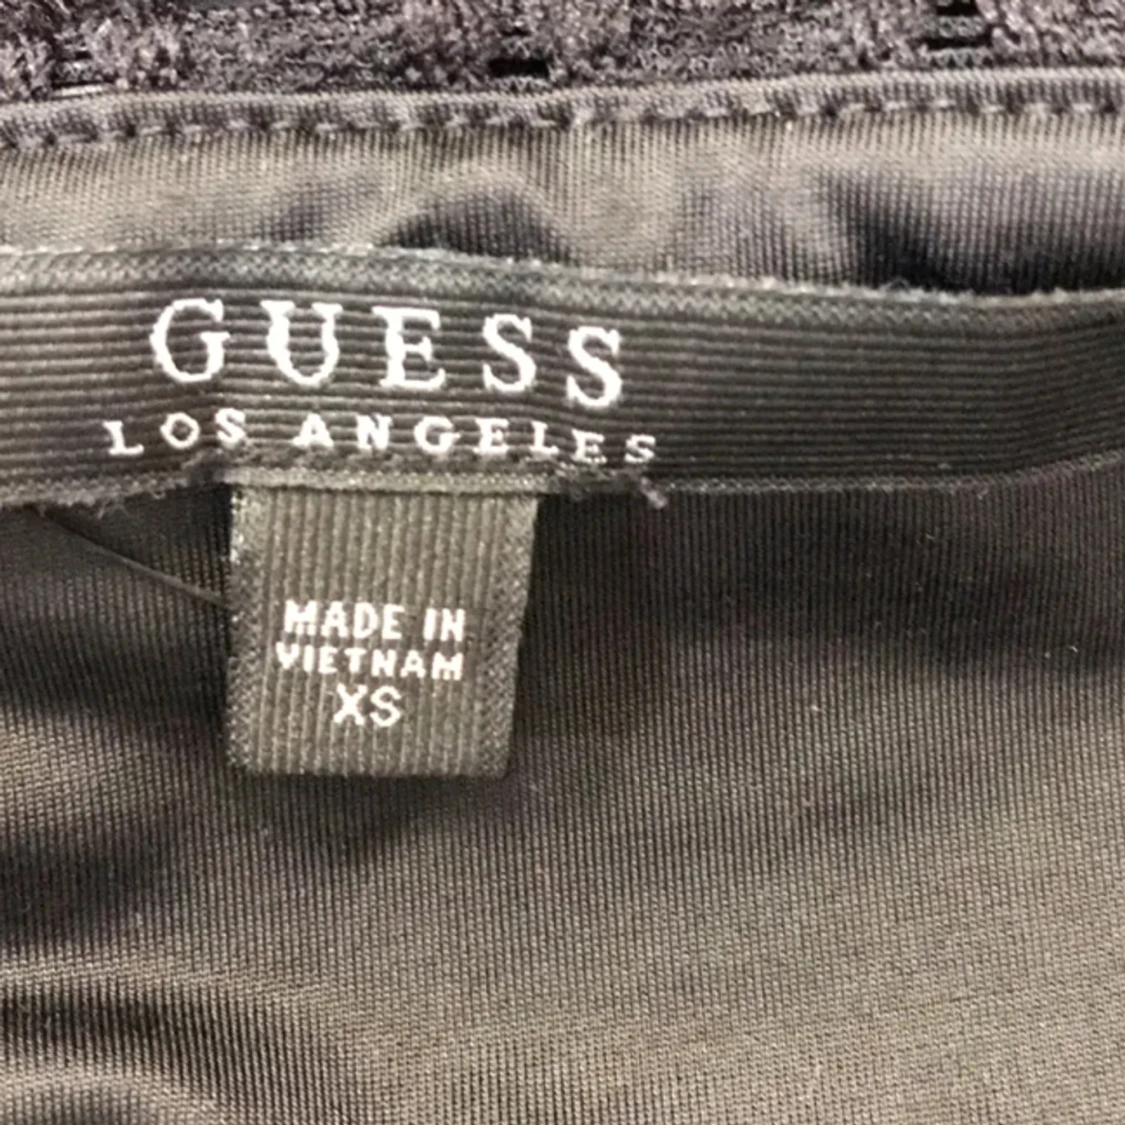 GUESS
LOS ANGELES
MADE IN
VIETNAM
XS